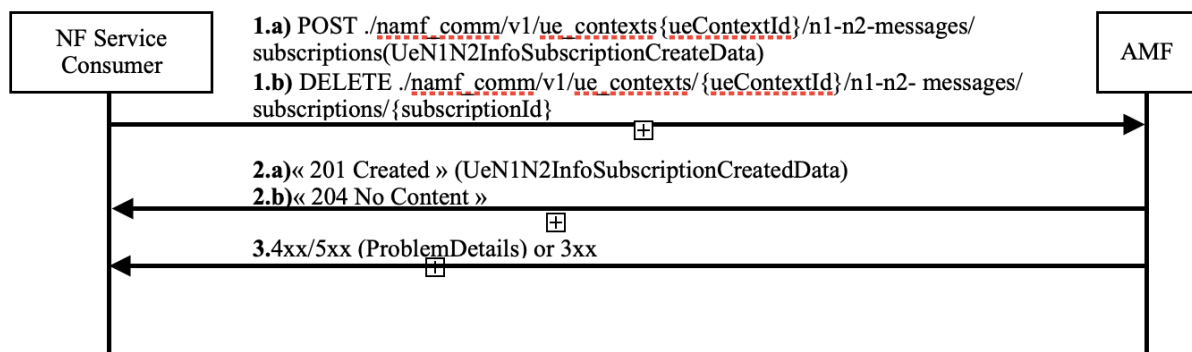 NF Service
Consumer
AMF
1.a) POST ./namf_comm/v1/ue_contexts{ueContextId}/n1-n2-messages/
subscriptions(UeN1N2InfoSubscriptionCreateData)
1.b) DELETE ./namf_comm/v1/ue_contexts/{ueContextId}/n1-n2- messages/
subscriptions/{subscriptionId}
2.a)« 201 Created » (UeN1N2InfoSubscriptionCreatedData)
2.b)« 204 No Content »
3.4xx/5xx (ProblemDetails) or 3xx